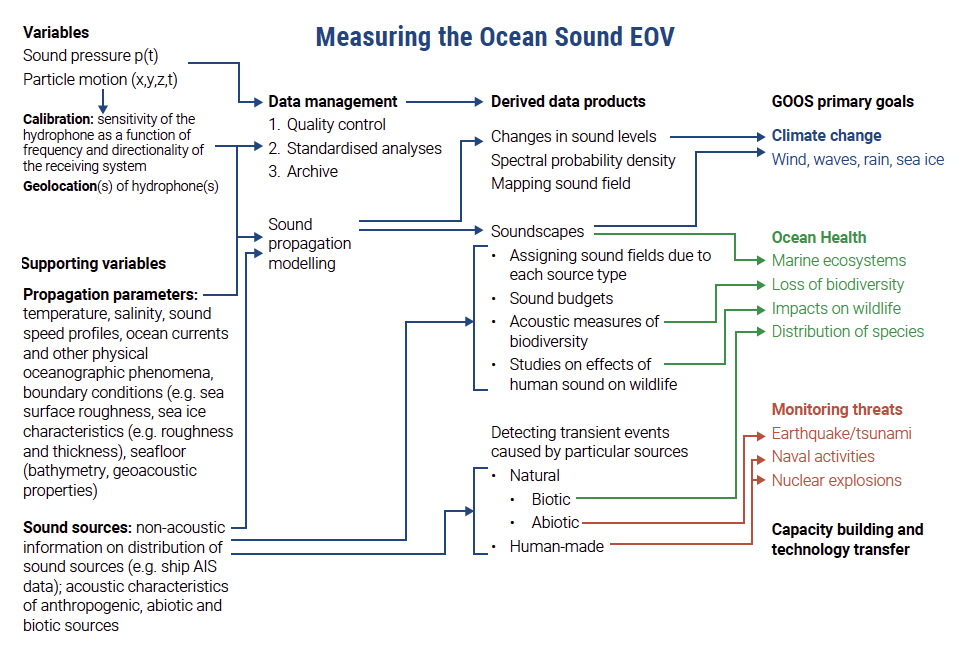 Measuring the Ocean Sound EOV
Variables
Sound pressure p(t)
Particle motion (x,y,z,t)
Calibration: sensitivity of the
hydrophone as a function of
frequency and directionality of
the receiving system
Geolocation(s) of hydrophone(s)
Supporting variables
Propagation parameters:
temperature, salinity, sound
speed profiles, ocean currents
and other physical
oceanographic phenomena,
boundary conditions (e.g. sea
surface roughness, sea ice
characteristics (e.g. roughness
and thickness), seafloor
(bathymetry, geoacoustic
properties)
Sound sources: non-acoustic
information on distribution of
sound sources (e.g. ship AIS
data); acoustic characteristics
of anthropogenic, abiotic and
biotic sources
Data management
1. Quality control
2. Standardised analyses
3. Archive
Sound
propagation
modelling
Derived data products
Changes in sound levels
Spectral probability density
Mapping sound field
Soundscapes
• Assigning sound fields due to
each source type
• Sound budgets
• Acoustic measures of
biodiversity
• Studies on effects of
human sound on wildlife
Detecting transient events
caused by particular sources
• Natural
• Biotic
• Abiotic
• Human-made
GOOS primary goals
Climate change
Wind, waves, rain, sea ice
Ocean Health
Marine ecosystems
Loss of biodiversity
Impacts on wildlife
Distribution of species
Monitoring threats
Earthquake/tsunami
Naval activities
Nuclear explosions
Capacity building and
technology transfer